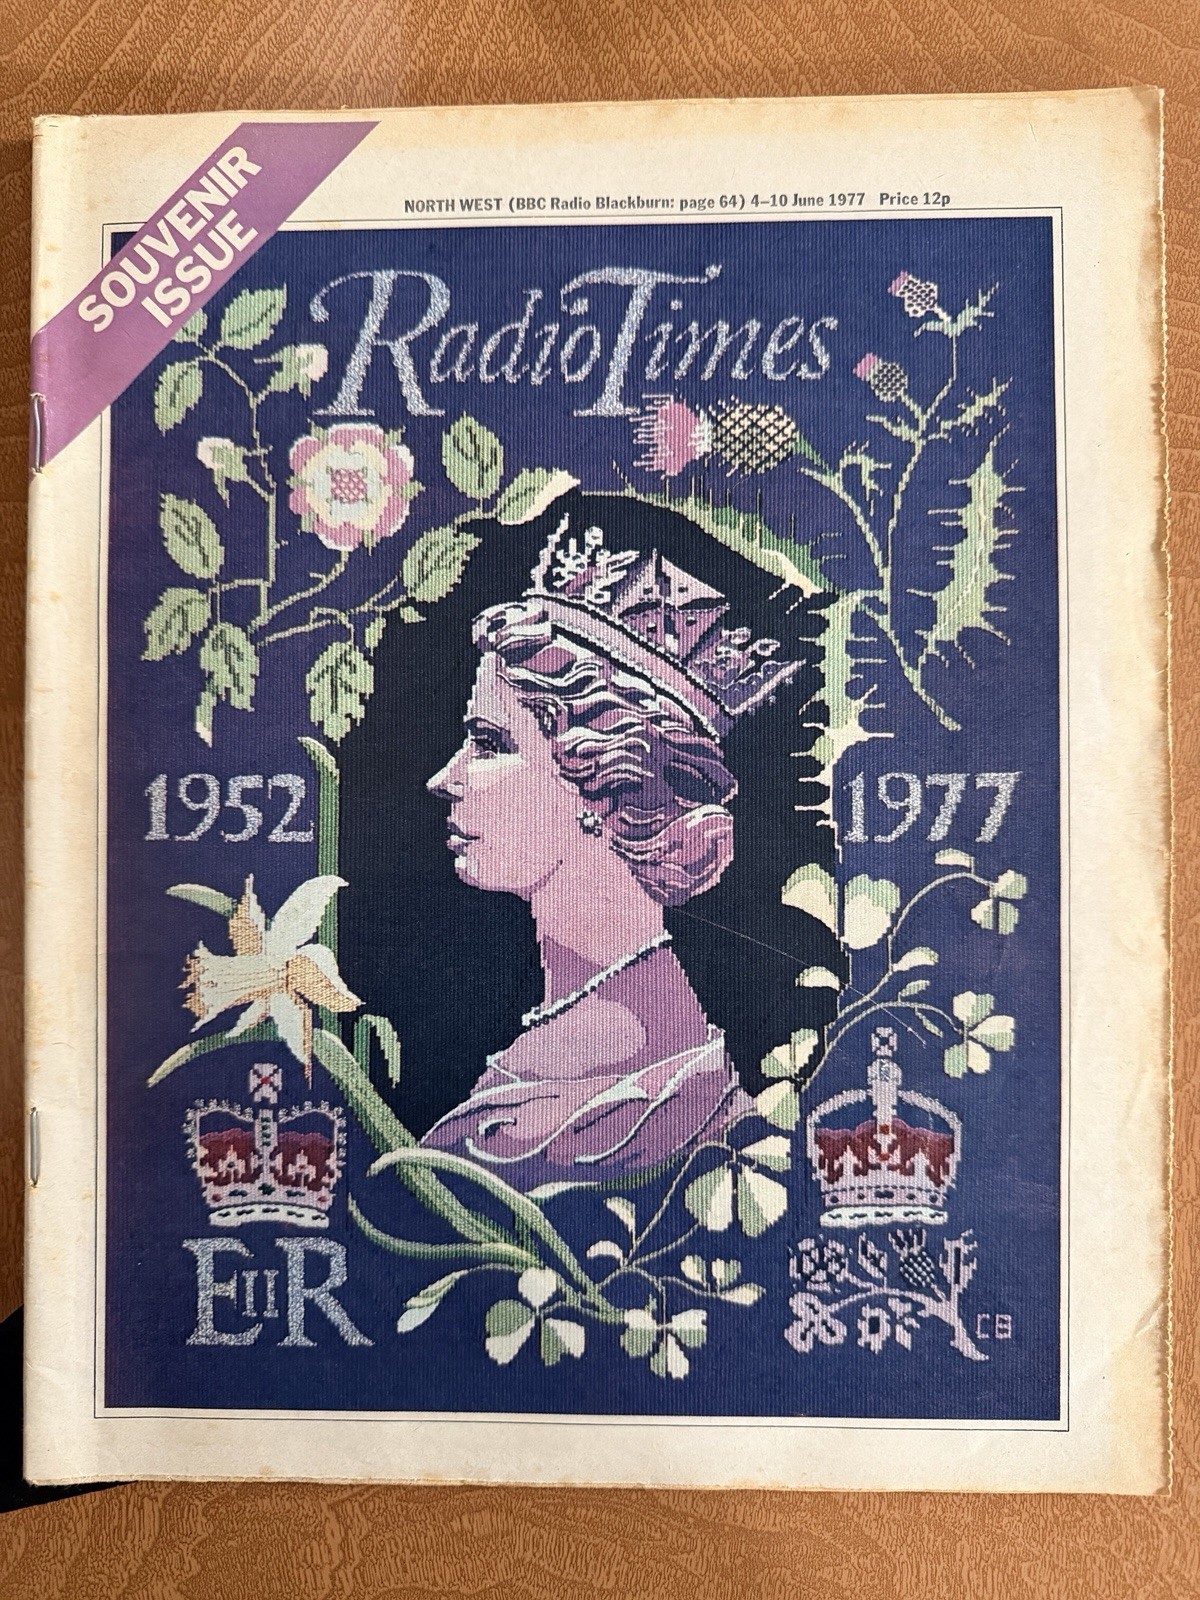 SOUVENIR
ISSUE
NORTH WEST (BBC Radio Blackburn: page 64) 4–10 June 1977 Price 12p
Radio Times
1952
1977
EIIR
CB